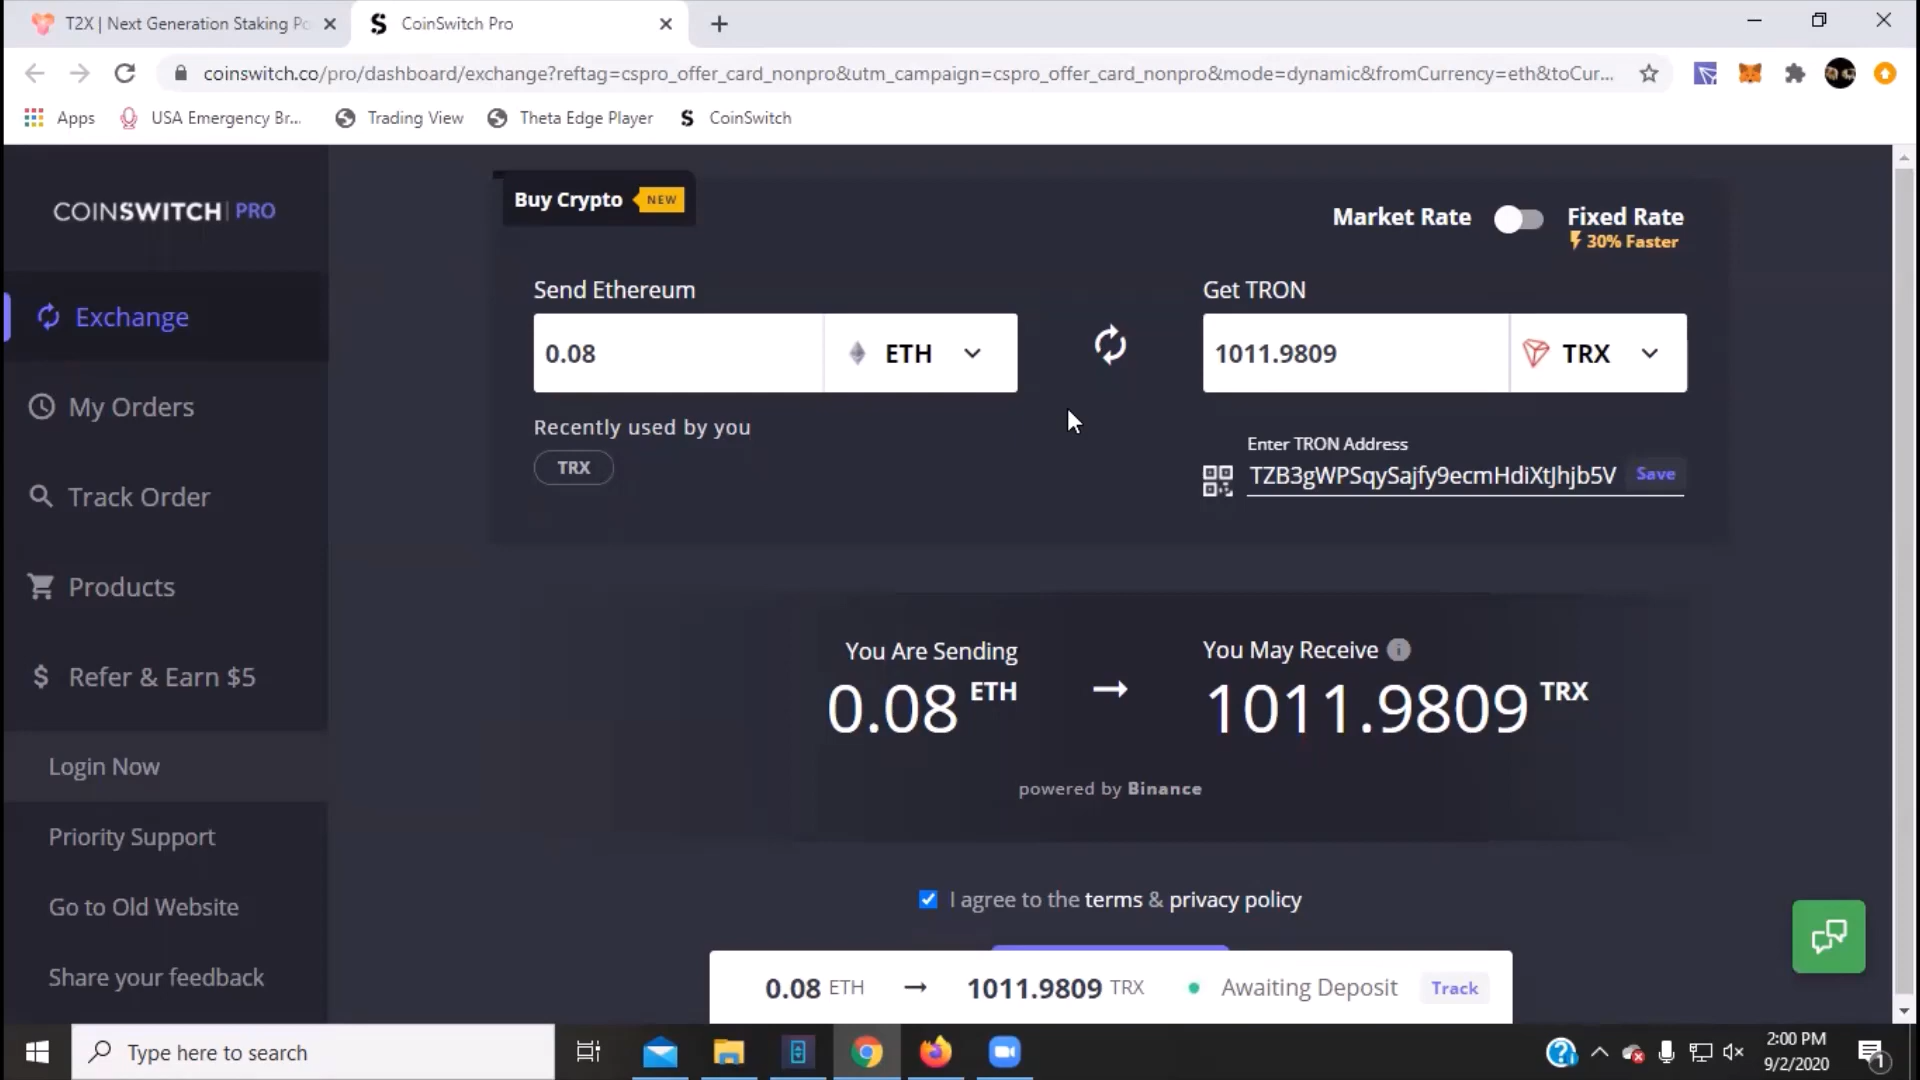 T2X | Next Generation Staking Po
CoinSwitch Pro
coinswitch.co/pro/dashboard/exchange?reftag=cspro_offer_card_nonpro&utm_campaign=cspro_offer_card_nonpro&mode=dynamic&fromCurrency=eth&toCur...
Apps
USA Emergency Br...
Trading View
Theta Edge Player
CoinSwitch
COINSWITCH | PRO
Exchange
My Orders
Track Order
Products
Refer & Earn $5
Login Now
Priority Support
Go to Old Website
Share your feedback
Buy Crypto NEW
Market Rate
Fixed Rate
30% Faster
Send Ethereum
0.08 ETH
Recently used by you
TRX
Get TRON
1011.9809 TRX
Enter TRON Address
TZB3gWPSqySajfy9ecmHdiXtJhjb5V Save
You Are Sending
0.08 ETH
You May Receive
1011.9809 TRX
powered by Binance
I agree to the terms & privacy policy
0.08 ETH → 1011.9809 TRX Awaiting Deposit Track
Type here to search
2:00 PM
9/2/2020
1